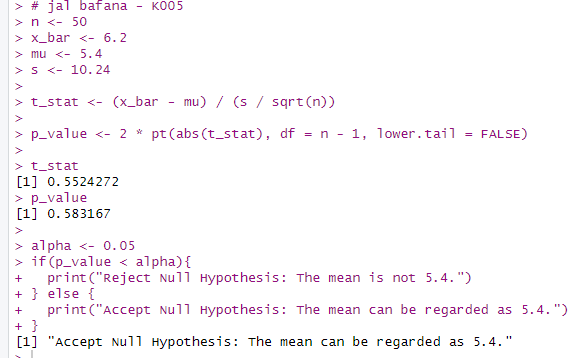 > # jal bafana - K005
> n <- 50
> x_bar <- 6.2
> mu <- 5.4
> s <- 10.24
>
> t_stat <- (x_bar - mu) / (s / sqrt(n))
>
> p_value <- 2 * pt(abs(t_stat), df = n - 1, lower.tail = FALSE)
>
> t_stat
[1] 0.5524272
> p_value
[1] 0.583167
>
> alpha <- 0.05
> if(p_value < alpha){
+   print("Reject Null Hypothesis: The mean is not 5.4.")
+ } else {
+   print("Accept Null Hypothesis: The mean can be regarded as 5.4.")
+ }
[1] "Accept Null Hypothesis: The mean can be regarded as 5.4."
>